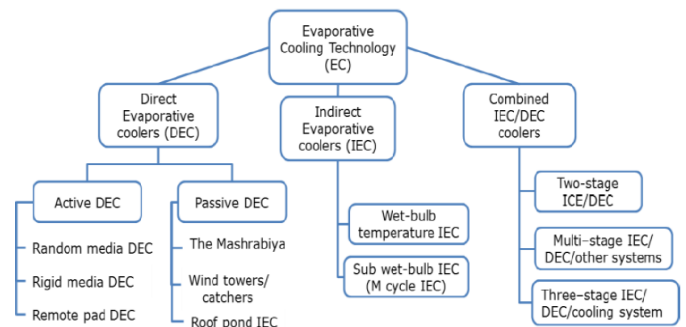 Evaporative
Cooling Technology
(EC)
Direct
Evaporative
coolers (DEC)
Indirect
Evaporative
coolers (IEC)
Combined
IEC/DEC
coolers
Active DEC
Passive DEC
Random media DEC
Rigid media DEC
Remote pad DEC
The Mashrabiya
Wind towers/
catchers
Roof pond IEC
Wet-bulb
temperature IEC
Sub wet-bulb IEC
(M cycle IEC)
Two-stage
ICE/DEC
Multi-stage IEC/
DEC/other systems
Three-stage IEC/
DEC/cooling system